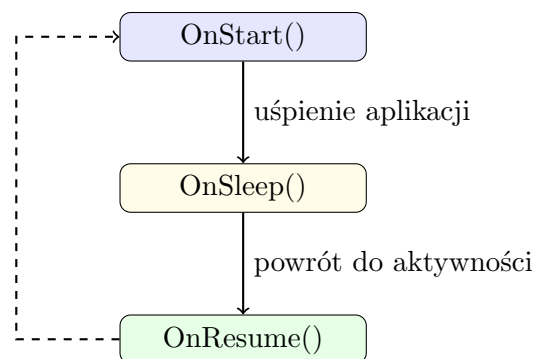 OnStart()
uśpienie aplikacji
OnSleep()
powrót do aktywności
OnResume()